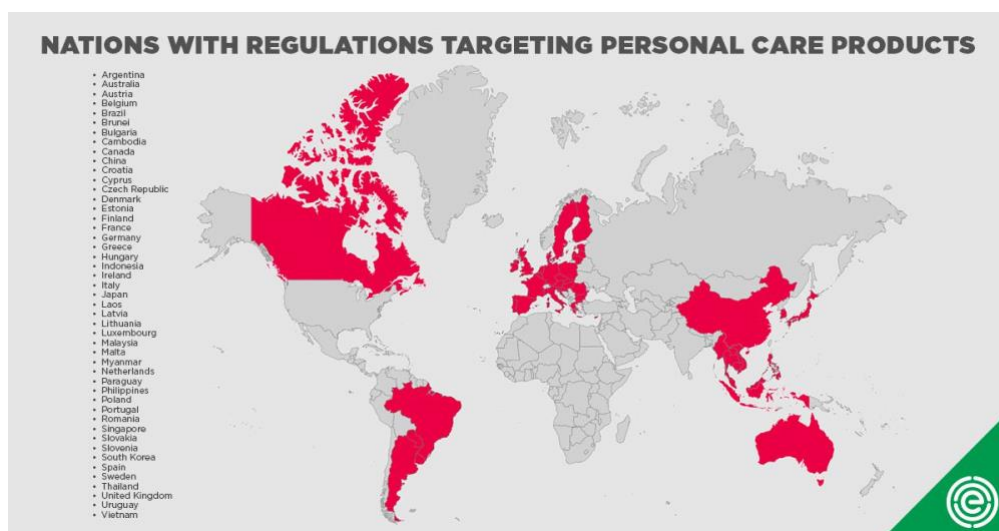 NATIONS WITH REGULATIONS TARGETING PERSONAL CARE PRODUCTS
• Argentina
• Australia
• Austria
• Belgium
• Brazil
• Brunei
• Bulgaria
• Cambodia
• Canada
• China
• Croatia
• Cyprus
• Czech Republic
• Denmark
• Estonia
• Finland
• France
• Germany
• Greece
• Hungary
• Indonesia
• Ireland
• Italy
• Japan
• Laos
• Latvia
• Lithuania
• Luxembourg
• Malaysia
• Malta
• Myanmar
• Netherlands
• Paraguay
• Philippines
• Poland
• Portugal
• Romania
• Singapore
• Slovakia
• Slovenia
• South Korea
• Spain
• Sweden
• Thailand
• United Kingdom
• Uruguay
• Vietnam